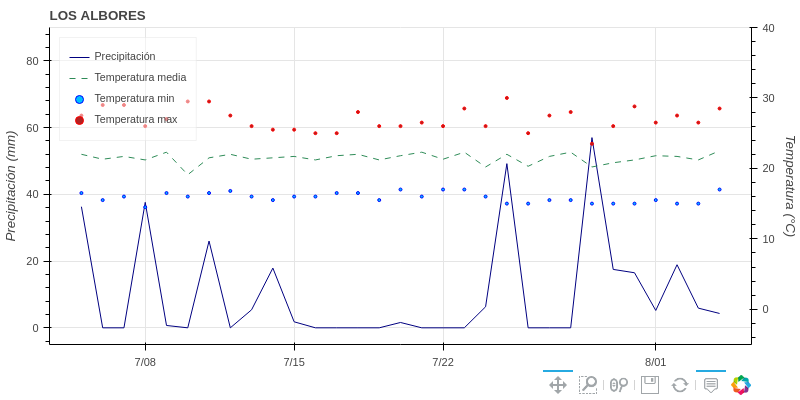 LOS ALBORES
Precipitación
Temperatura media
Temperatura min
Temperatura max
Precipitación (mm)
80
60
40
20
0
Temperatura (°C)
40
30
20
10
0
7/08
7/15
7/22
8/01